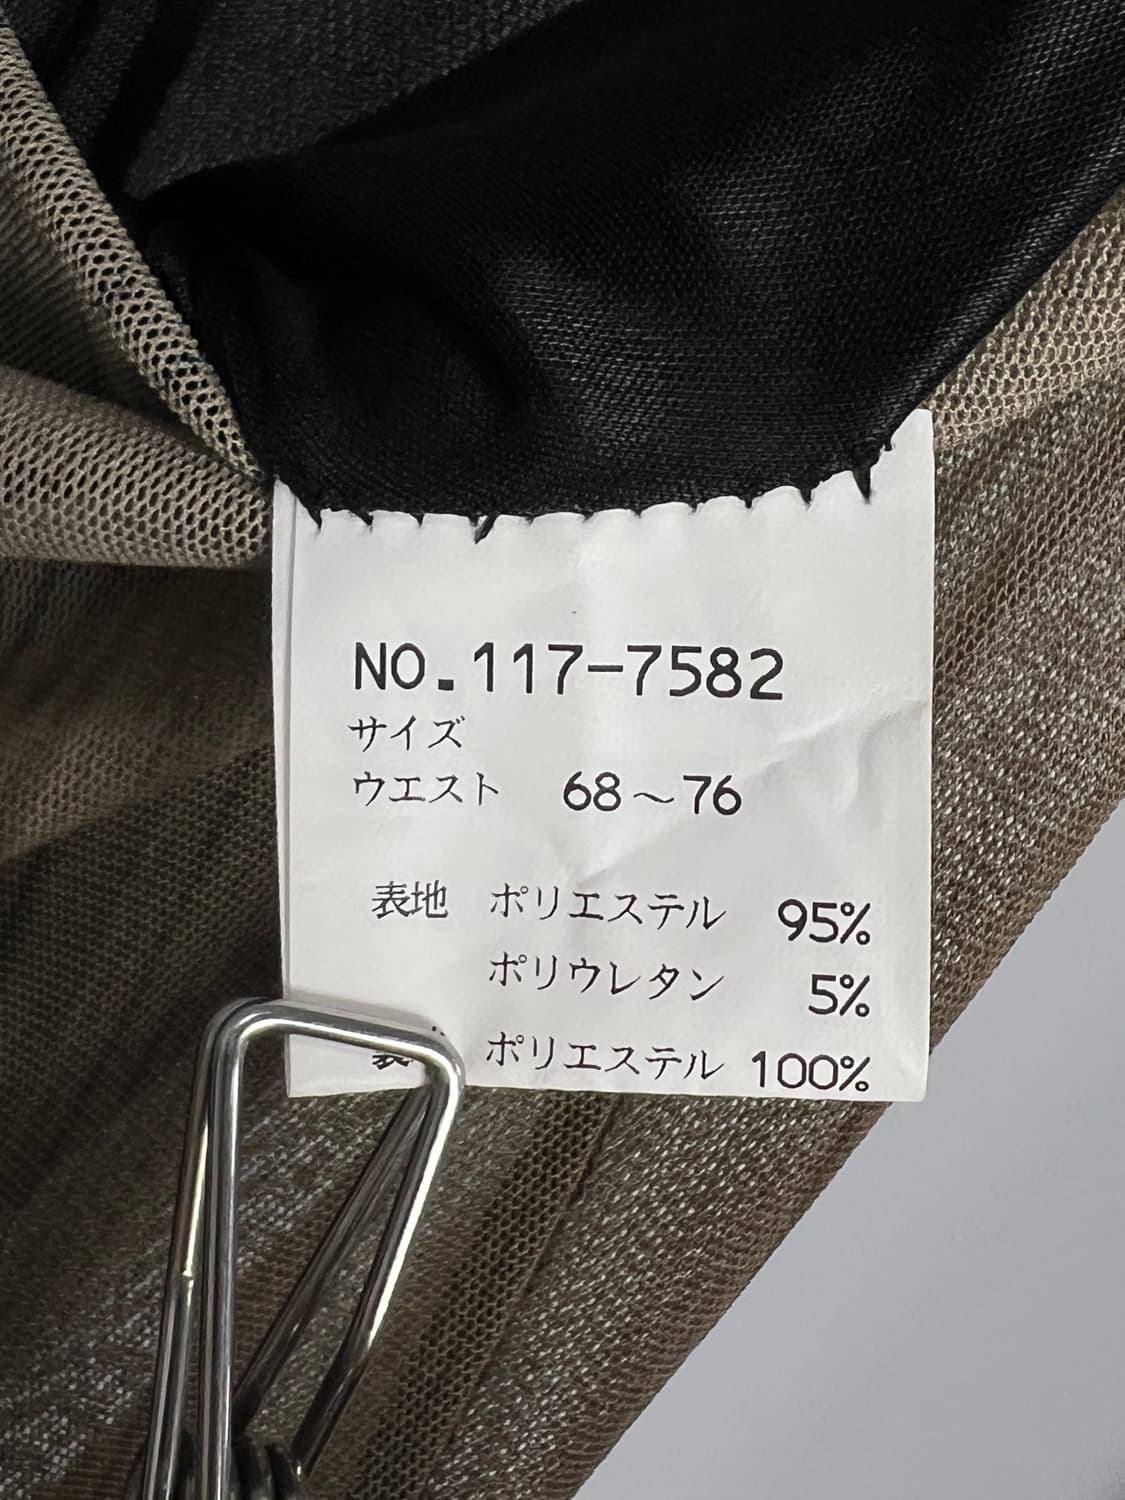 NO.117-7582
サイズ
ウエスト 68～76
表地 ポリエステル 95%
ポリウレタン 5%
ポリエステル 100%